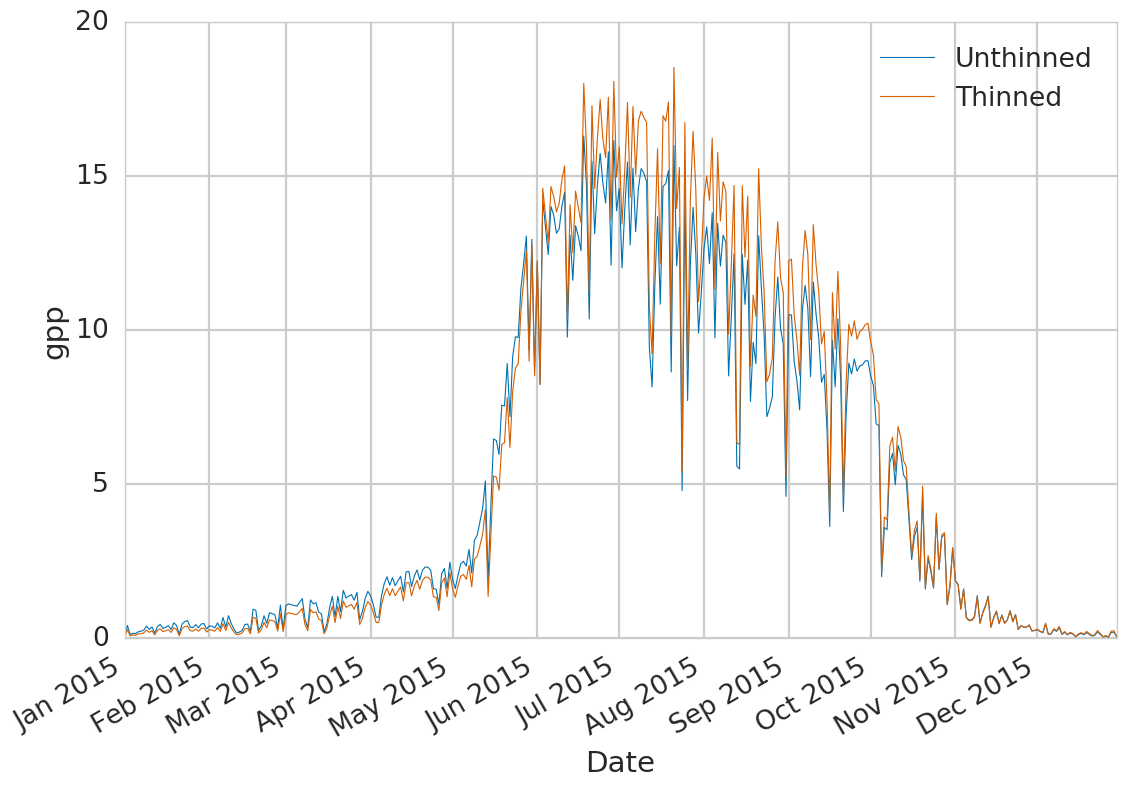 20
15
10
5
0
gpp
Unthinned
Thinned
Jan 2015
Feb 2015
Mar 2015
Apr 2015
May 2015
Jun 2015
Jul 2015
Aug 2015
Sep 2015
Oct 2015
Nov 2015
Dec 2015
Date